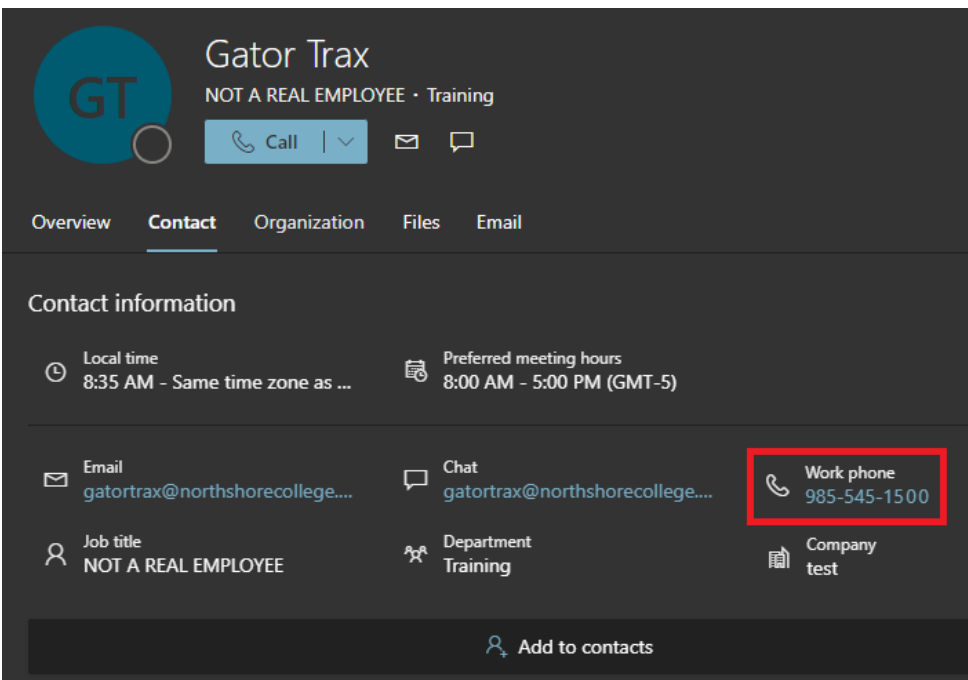 GT
Gator Trax
NOT A REAL EMPLOYEE · Training
Call
Overview Contact Organization Files Email
Contact information
Local time
8:35 AM - Same time zone as ...
Preferred meeting hours
8:00 AM - 5:00 PM (GMT-5)
Email
gatortrax@northshorecollege....
Chat
gatortrax@northshorecollege....
Work phone
985-545-1500
Job title
NOT A REAL EMPLOYEE
Department
Training
Company
test
Add to contacts